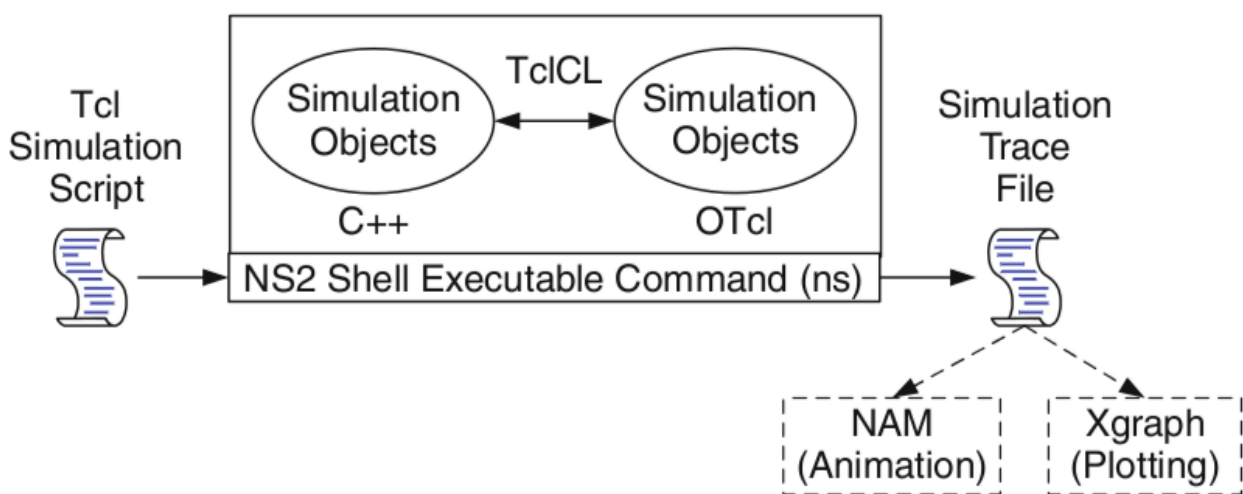 Tcl
Simulation
Script
Simulation
Objects
C++
TclCL
Simulation
Objects
OTcl
NS2 Shell Executable Command (ns)
Simulation
Trace
File
NAM
(Animation)
Xgraph
(Plotting)